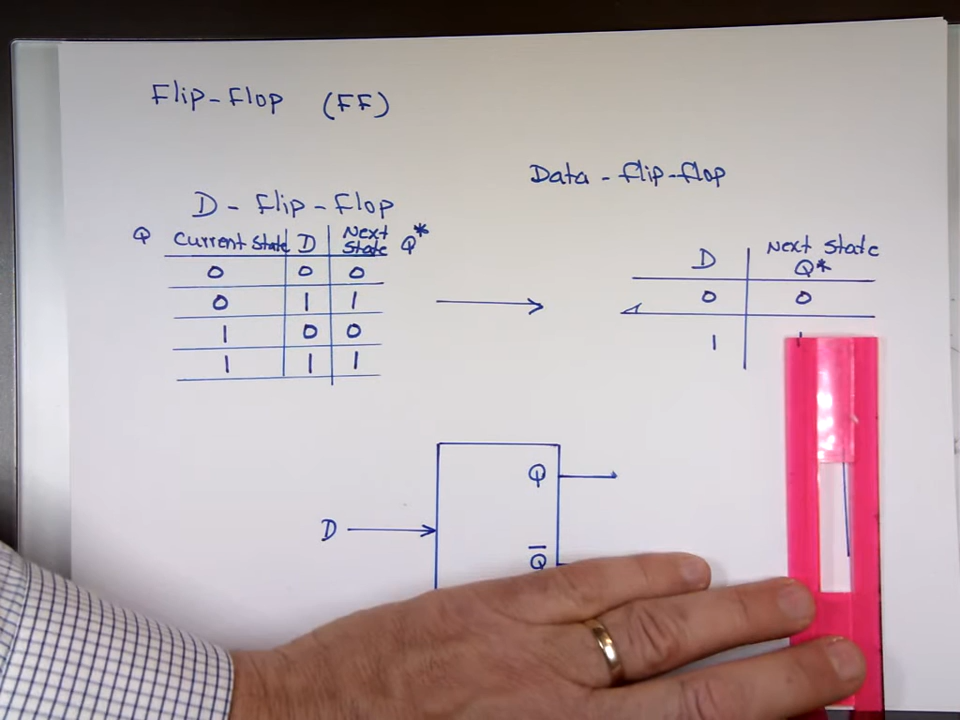 Flip-Flop (FF)
Data-flip-flop
D-Flip-Flop
Q Current State D Next State Q*
0 0 0
0 1 1
1 0 0
1 1 1
D Next State Q*
0 0
1
Q
D
Q̅